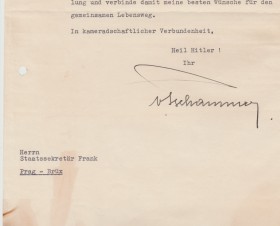 lung und verbinde damit meine besten Wünsche für den
gemeinsamen Lebensweg.
In kameradschaftlicher Verbundenheit,
Heil Hitler !
Ihr
vTschammer
Herrn
Staatssekretär Frank
Prag - Brüx